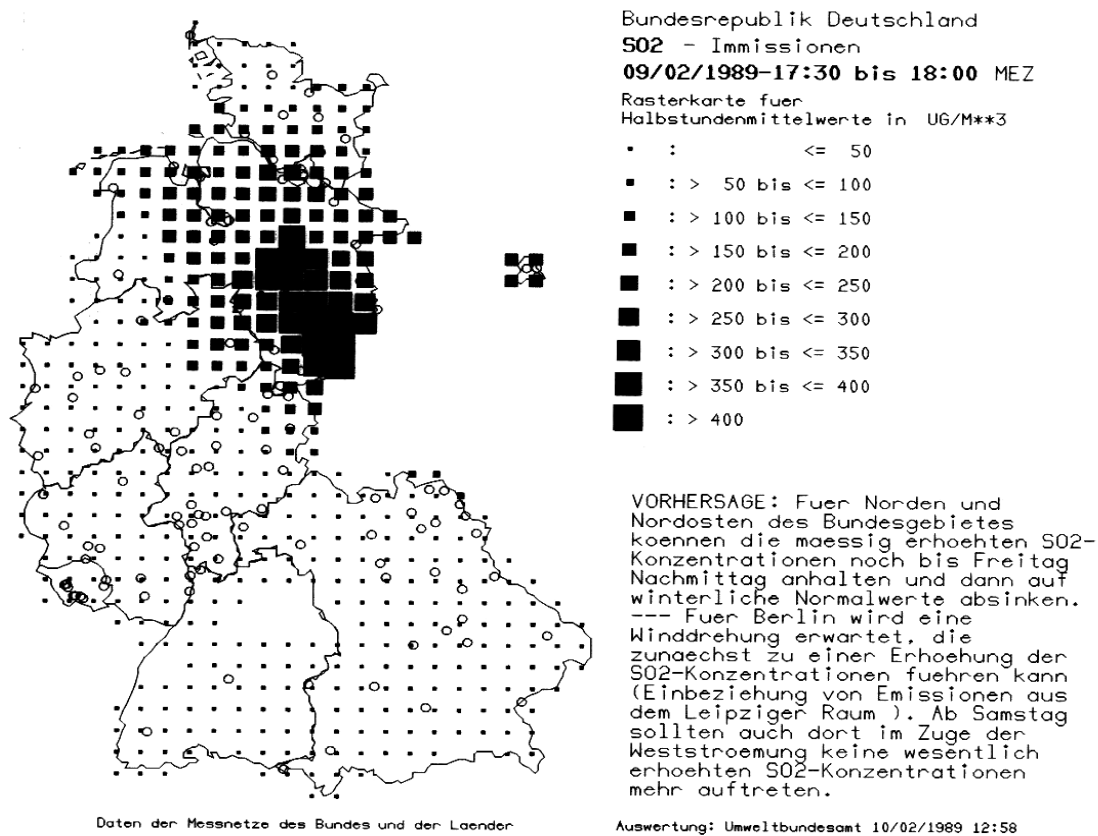 Bundesrepublik Deutschland
SO2 - Immissionen
09/02/1989-17:30 bis 18:00 MEZ
Rasterkarte fuer
Halbstundenmittelwerte in UG/M**3
: <= 50
: > 50 bis <= 100
: > 100 bis <= 150
: > 150 bis <= 200
: > 200 bis <= 250
: > 250 bis <= 300
: > 300 bis <= 350
: > 350 bis <= 400
: > 400
VORHERSAGE: Fuer Norden und
Nordosten des Bundesgebietes
koennen die maessig erhoehten SO2-
Konzentrationen noch bis Freitag
Nachmittag anhalten und dann auf
winterliche Normalwerte absinken.
--- Fuer Berlin wird eine
Winddrehung erwartet, die
zunaechst zu einer Erhoehung der
SO2-Konzentrationen fuehren kann
(Einbeziehung von Emissionen aus
dem Leipziger Raum ). Ab Samstag
sollten auch dort im Zuge der
Weststroemung keine wesentlich
erhoehten SO2-Konzentrationen
mehr auftreten.
Daten der Messnetze des Bundes und der Laender
Auswertung: Umweltbundesamt 10/02/1989 12:58